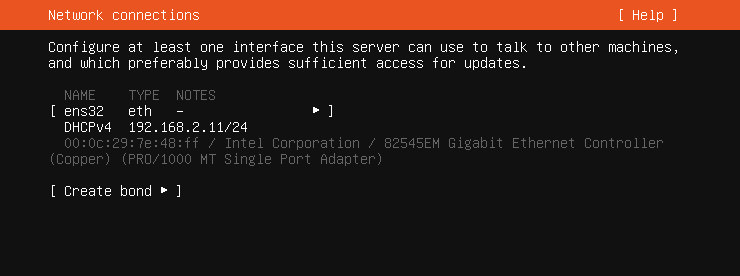 Network connections [ Help ]
Configure at least one interface this server can use to talk to other machines,
and which preferably provides sufficient access for updates.
NAME TYPE NOTES
[ ens32 eth – ▸ ]
DHCPv4 192.168.2.11/24
00:0c:29:7e:48:ff / Intel Corporation / 82545EM Gigabit Ethernet Controller
(Copper) (PRO/1000 MT Single Port Adapter)
[ Create bond ▸ ]